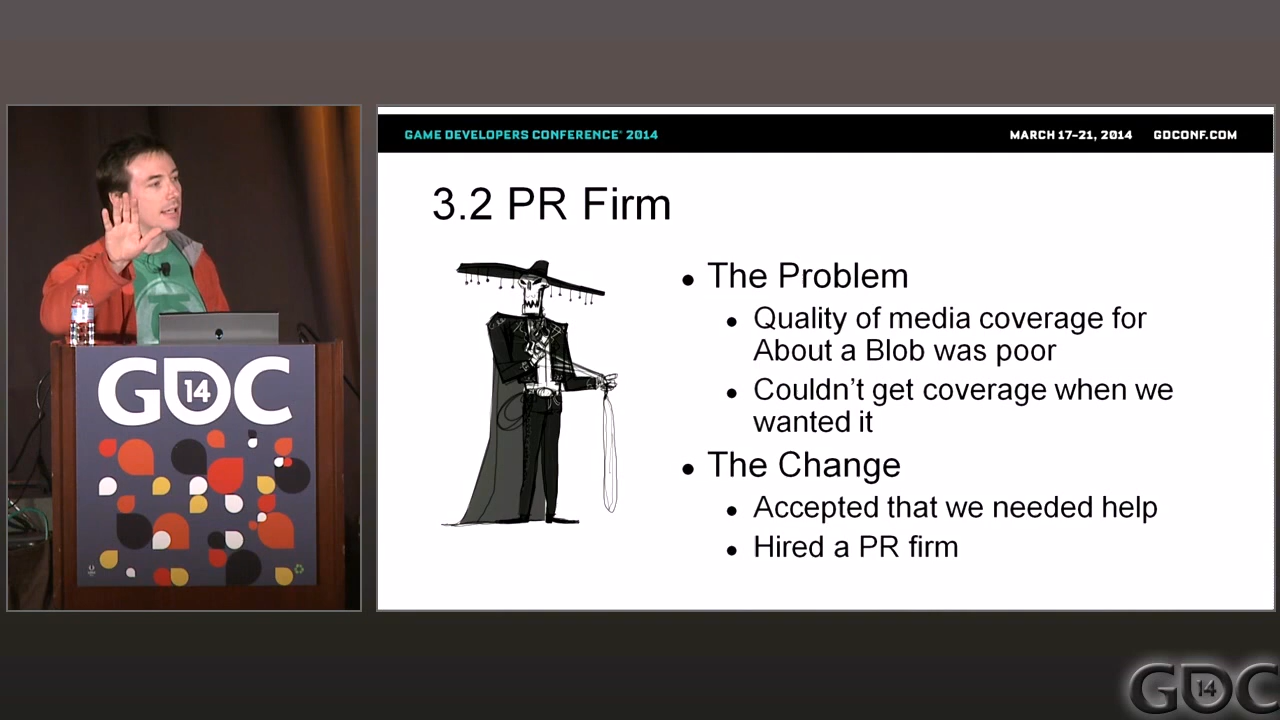 GAME DEVELOPERS CONFERENCE® 2014
MARCH 17–21, 2014 GDCONF.COM
3.2 PR Firm
• The Problem
• Quality of media coverage for
About a Blob was poor
• Couldn’t get coverage when we
wanted it
• The Change
• Accepted that we needed help
• Hired a PR firm
GDC
14
GDC
14